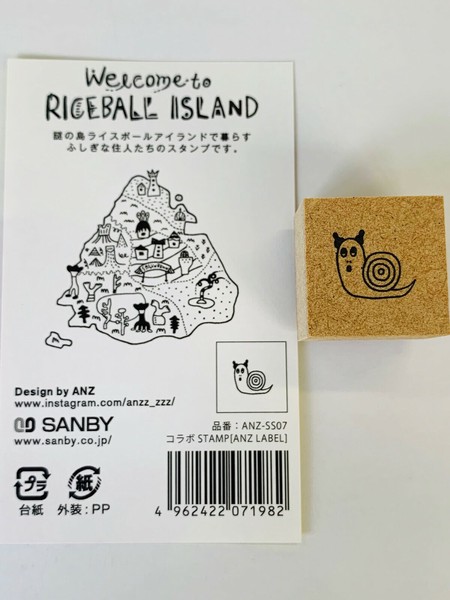 Welcome to
RICEBALL ISLAND
謎の島ライスボールアイランドで暮らす
ふしぎな住人たちのスタンプです。
Design by ANZ
www.instagram.com/anzz_zzz/
SANBY
www.sanby.co.jp/
品番：ANZ-SS07
コラボ STAMP[ANZ LABEL]
プラ
紙
台紙 外装：PP
4 962422 071982